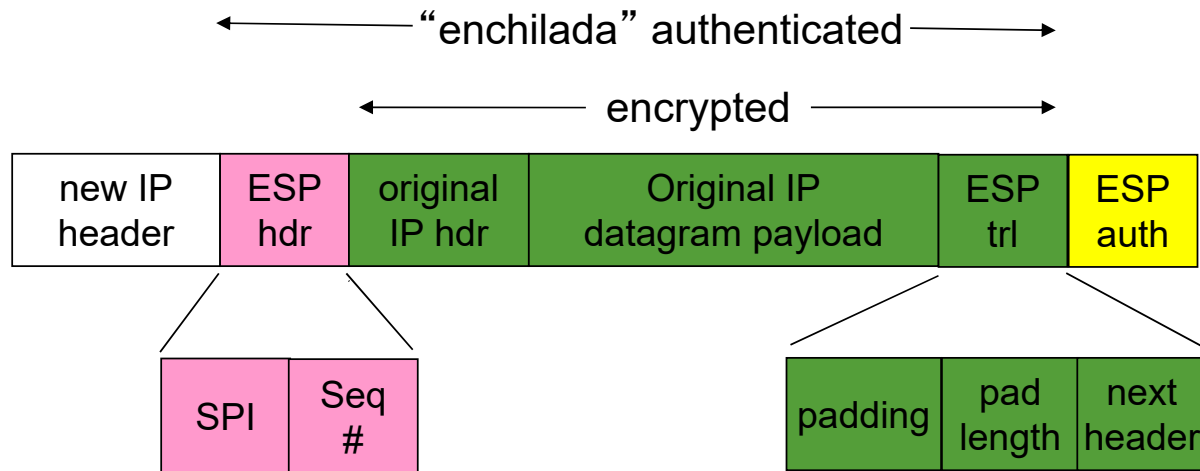 “enchilada” authenticated
encrypted
new IP
header
ESP
hdr
original
IP hdr
Original IP
datagram payload
ESP
trl
ESP
auth
SPI
Seq
#
padding
pad
length
next
header